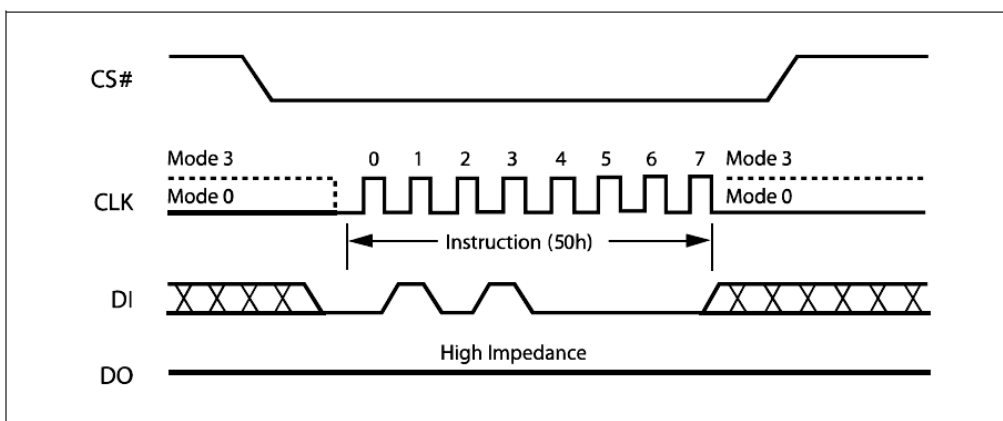 CS#
Mode 3 0 1 2 3 4 5 6 7 Mode 3
CLK Mode 0 Mode 0
Instruction (50h)
DI
High Impedance
DO